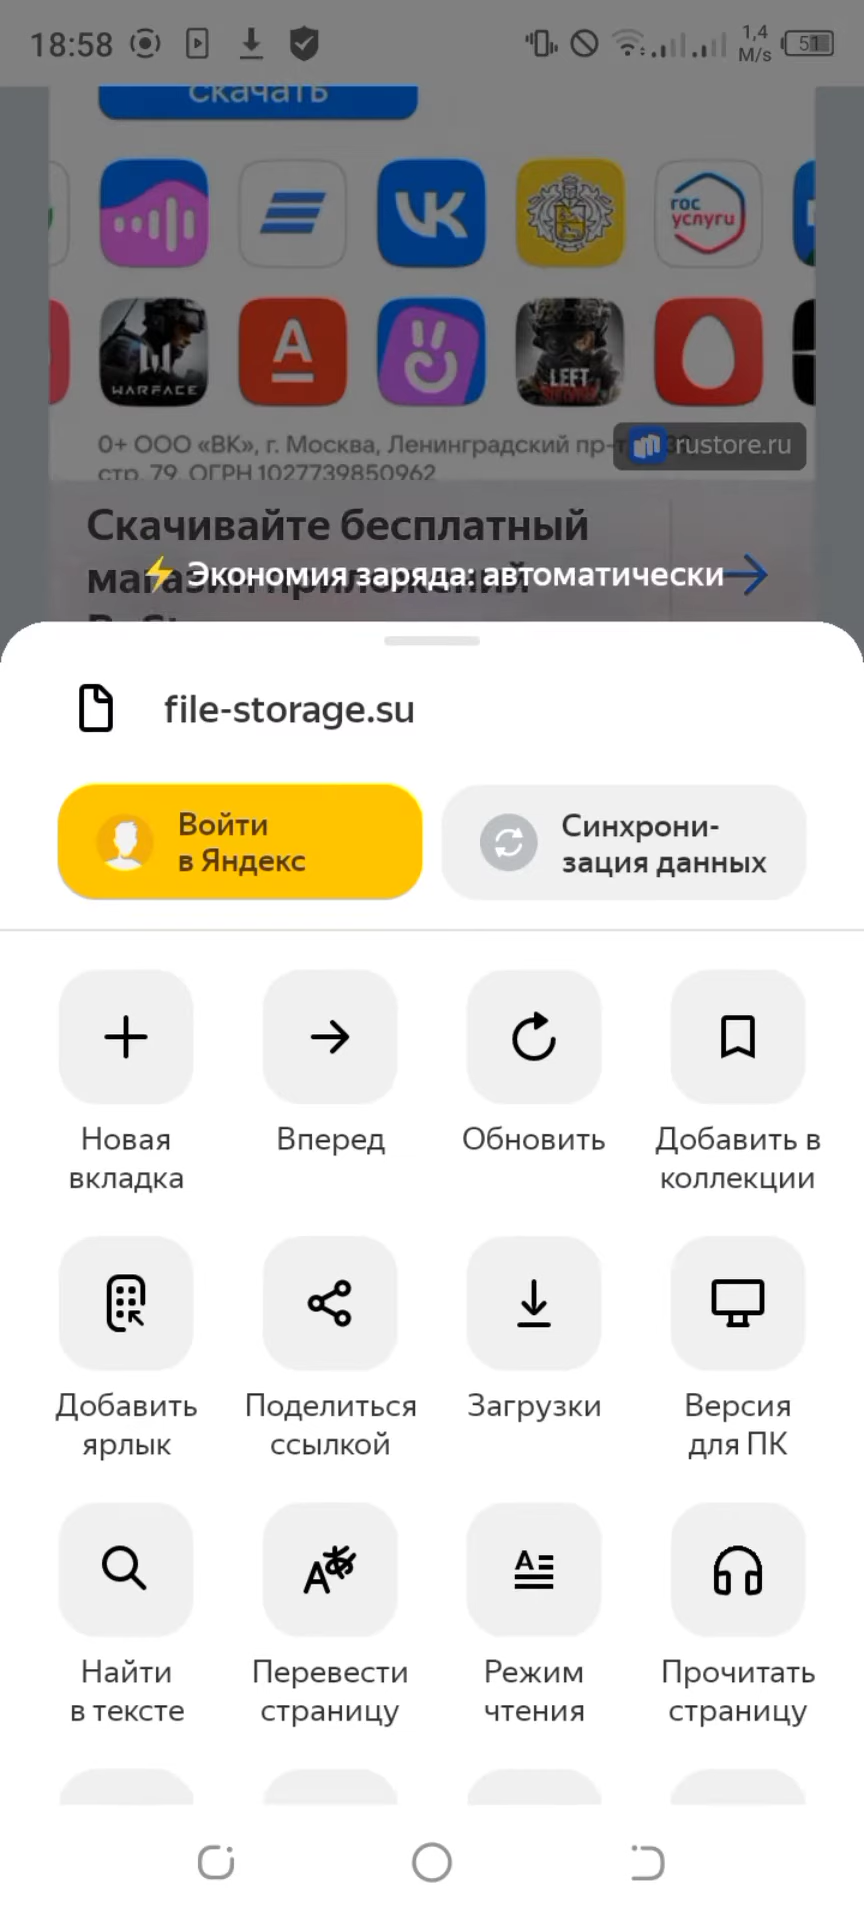 18:58
1,4
M/s
51
скачать
VK
гос
услуги
WARFACE
A
LEFT
0+ ООО «ВК», г. Москва, Ленинградский пр-т
стр. 79, ОГРН 1027739850962
rustore.ru
Скачивайте бесплатный
магазин приложений
⚡ Экономия заряда: автоматически
file-storage.su
Войти
в Яндекс
Синхрони-
зация данных
Новая
вкладка
Вперед
Обновить
Добавить в
коллекции
Добавить
ярлык
Поделиться
ссылкой
Загрузки
Версия
для ПК
Найти
в тексте
Перевести
страницу
Режим
чтения
Прочитать
страницу